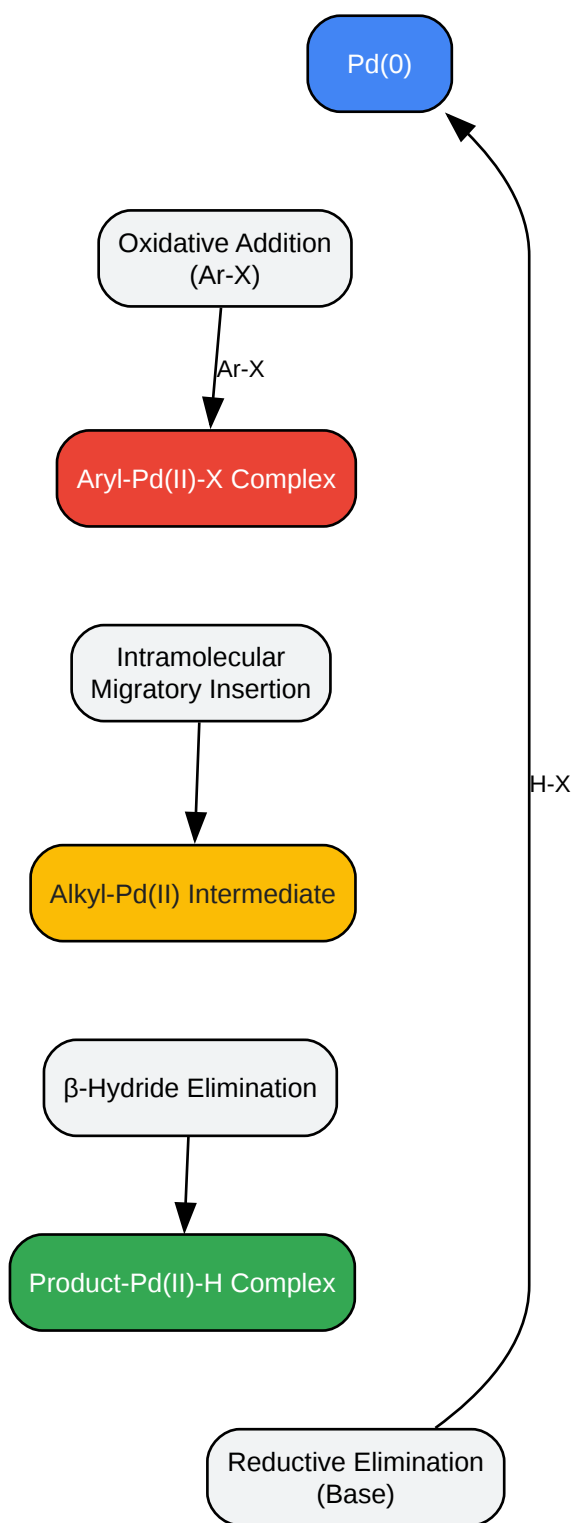 Pd(0)
Oxidative Addition
(Ar-X)
Ar-X
Aryl-Pd(II)-X Complex
Intramolecular
Migratory Insertion
H-X
Alkyl-Pd(II) Intermediate
β-Hydride Elimination
Product-Pd(II)-H Complex
Reductive Elimination
(Base)